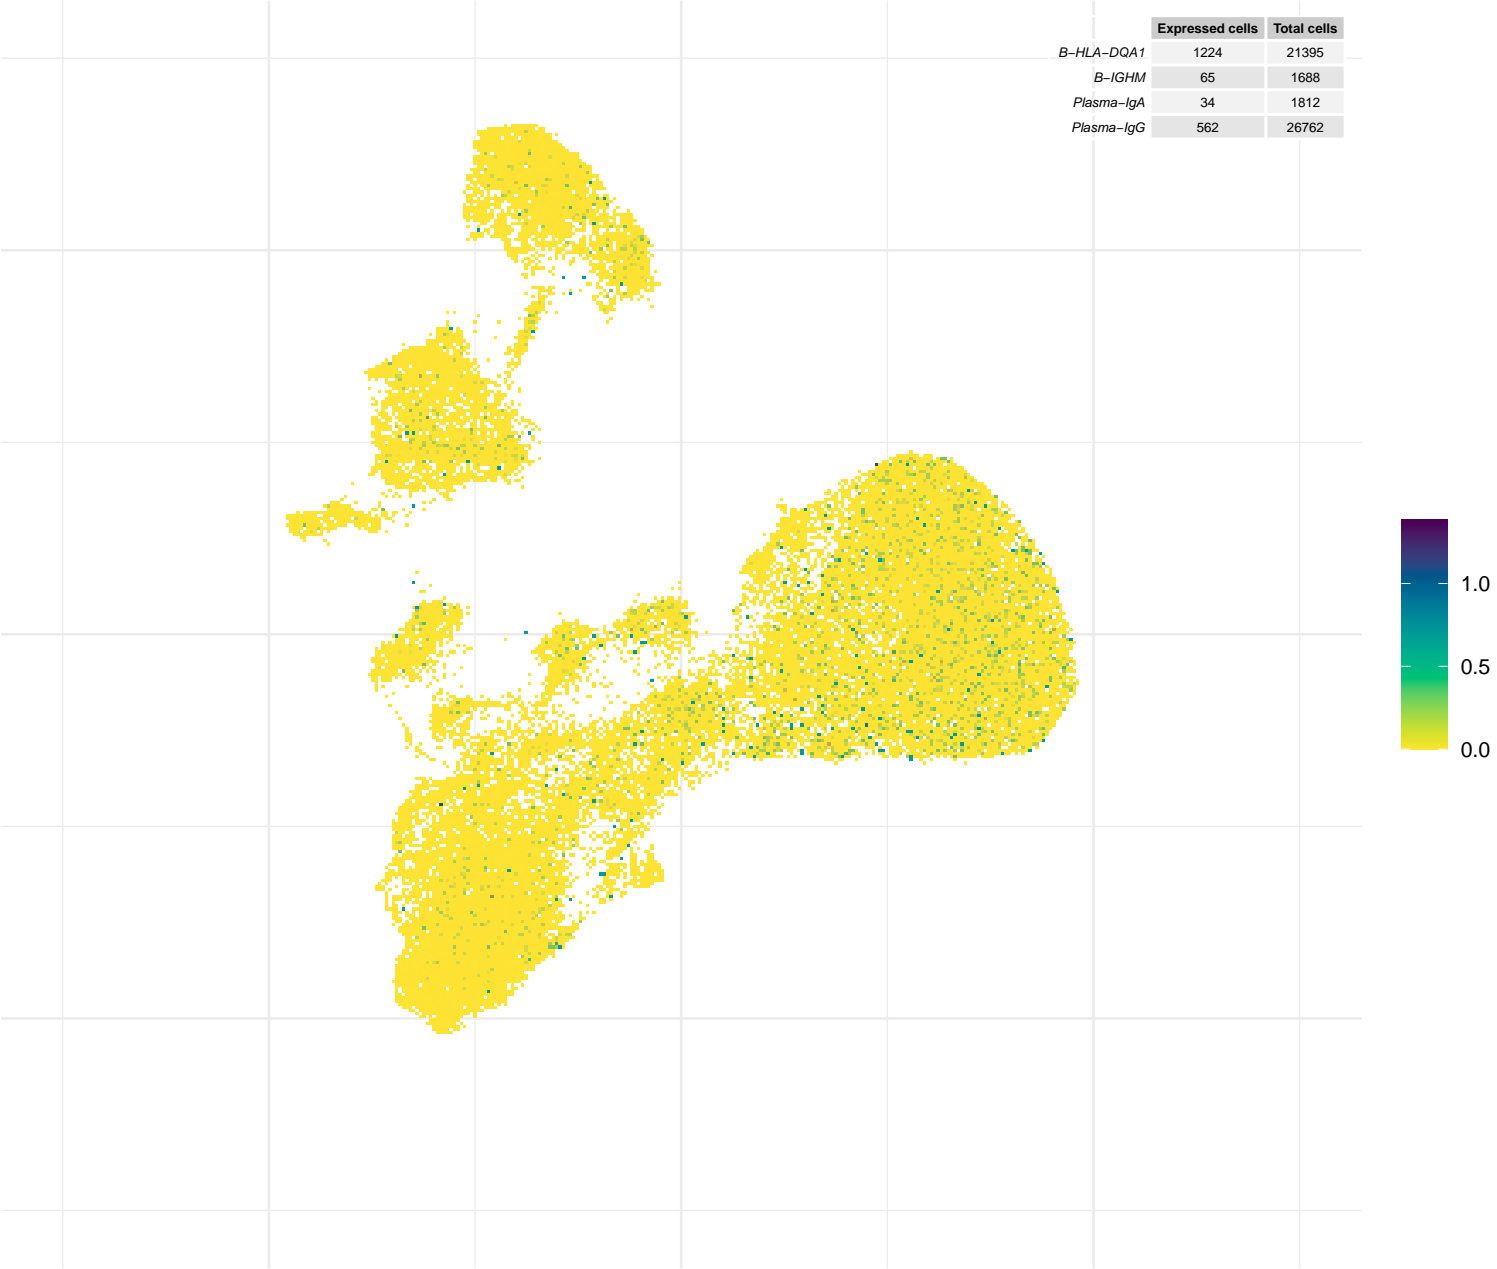 Expressed cells Total cells
B−HLA−DQA1 1224 21395
B−IGHM 65 1688
Plasma−IgA 34 1812
Plasma−IgG 562 26762
1.0
0.5
0.0